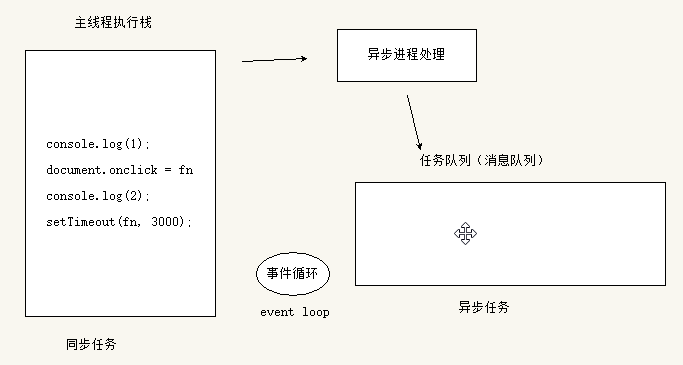 主线程执行栈
异步进程处理
console.log(1);
document.onclick = fn
console.log(2);
setTimeout(fn, 3000);
任务队列（消息队列）
事件循环
event loop
异步任务
同步任务